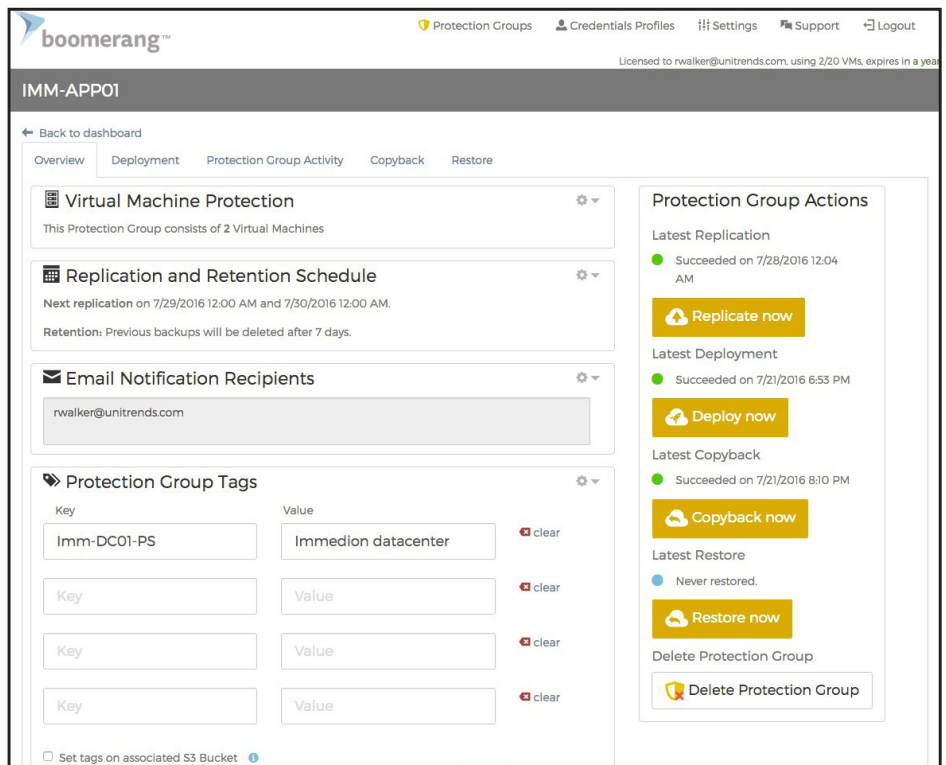 boomerang™
Protection Groups Credentials Profiles Settings Support Logout
Licensed to rwalker@unitrends.com, using 2/20 VMs, expires in a year
IMM-APP01
Back to dashboard
Overview Deployment Protection Group Activity Copyback Restore
Virtual Machine Protection
This Protection Group consists of 2 Virtual Machines
Replication and Retention Schedule
Next replication on 7/29/2016 12:00 AM and 7/30/2016 12:00 AM.
Retention: Previous backups will be deleted after 7 days.
Email Notification Recipients
rwalker@unitrends.com
Protection Group Tags
Key Value
Imm-DC01-PS Immedion datacenter clear
Key Value clear
Key Value clear
Key Value clear
Set tags on associated S3 Bucket
Protection Group Actions
Latest Replication
Succeeded on 7/28/2016 12:04
AM
Replicate now
Latest Deployment
Succeeded on 7/21/2016 6:53 PM
Deploy now
Latest Copyback
Succeeded on 7/21/2016 8:10 PM
Copyback now
Latest Restore
Never restored.
Restore now
Delete Protection Group
Delete Protection Group